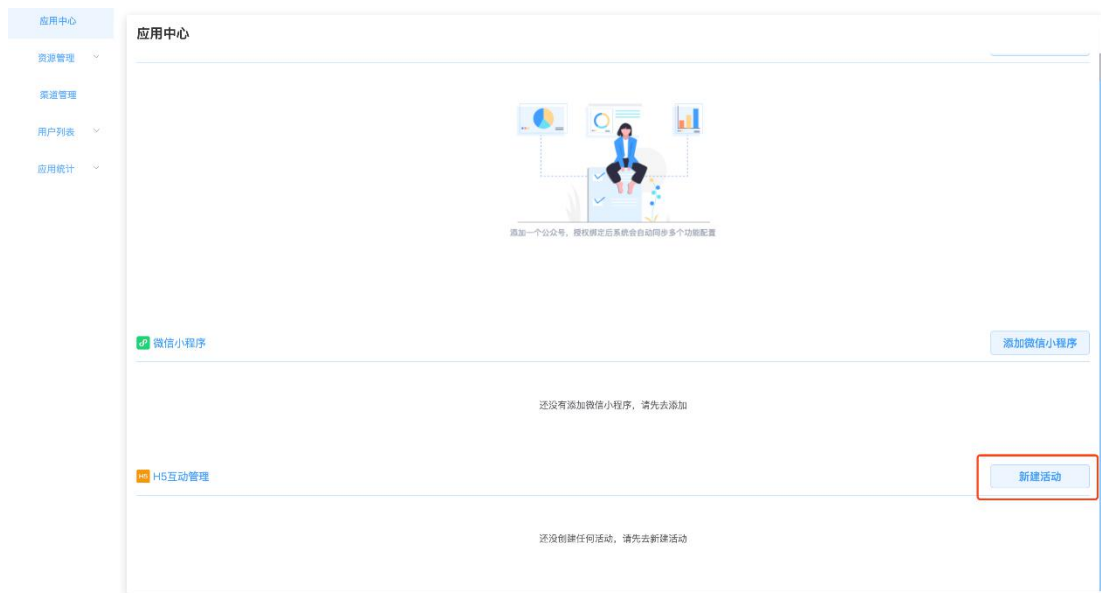 应用中心
资源管理
渠道管理
用户列表
应用统计
应用中心
添加一个公众号，授权绑定后系统会自动同步多个功能配置
微信小程序
添加微信小程序
还没有添加微信小程序，请先去添加
H5 H5互动管理
新建活动
还没创建任何活动，请先去新建活动